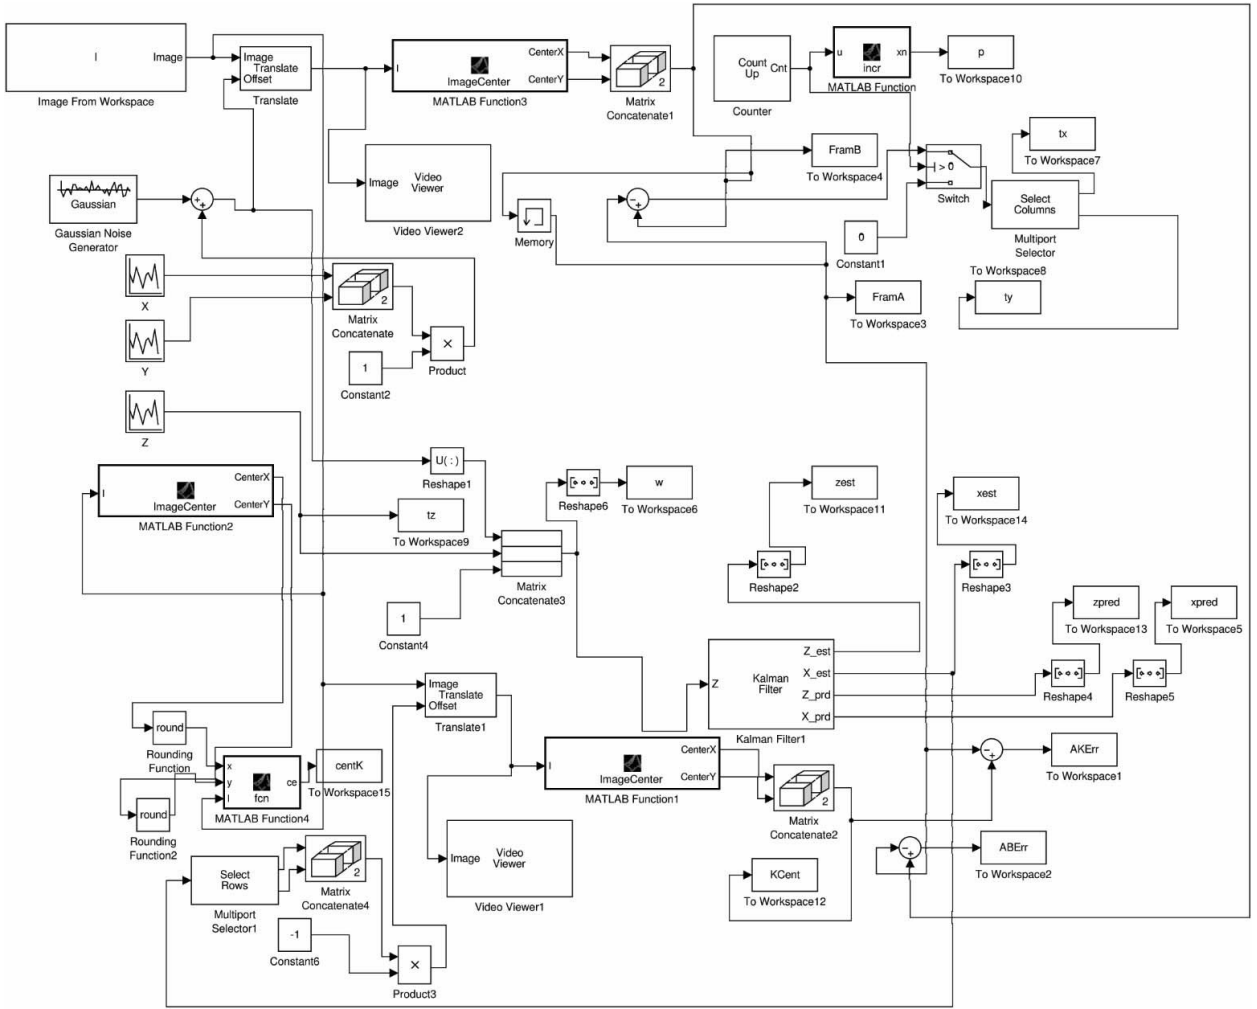 I
Image
Image From Workspace
Image
Translate
Offset
Translate
I
ImageCenter
CenterX
CenterY
MATLAB Function3
2
Matrix
Concatenate1
Count
Up
Cnt
Counter
u
xn
incr
MATLAB Function
p
To Workspace10
Image
Video
Viewer
Video Viewer2
FramB
To Workspace4
> 0
Switch
tx
To Workspace7
Select
Columns
Multiport
Selector
Gaussian
Gaussian Noise
Generator
+
+
Memory
-
+
0
Constant1
To Workspace8
ty
FramA
To Workspace3
X
Y
Z
2
Matrix
Concatenate
1
Constant2
×
Product
I
ImageCenter
CenterX
CenterY
MATLAB Function2
U( : )
Reshape1
tz
To Workspace9
Reshape6
w
To Workspace6
Matrix
Concatenate3
1
Constant4
zest
To Workspace11
Reshape2
xest
To Workspace14
Reshape3
zpred
To Workspace13
xpred
To Workspace5
Reshape4
Reshape5
Z
Kalman
Filter
Z_est
X_est
Z_prd
X_prd
Kalman Filter1
Image
Translate
Offset
Translate1
round
Rounding
Function
round
Rounding
Function2
x
y
I
fcn
ce
MATLAB Function4
centK
To Workspace15
I
ImageCenter
CenterX
CenterY
MATLAB Function1
2
Matrix
Concatenate2
-
+
AKErr
To Workspace1
-
+
ABErr
To Workspace2
KCent
To Workspace12
Image
Video
Viewer
Video Viewer1
Select
Rows
Multiport
Selector1
2
Matrix
Concatenate4
-1
Constant6
×
Product3